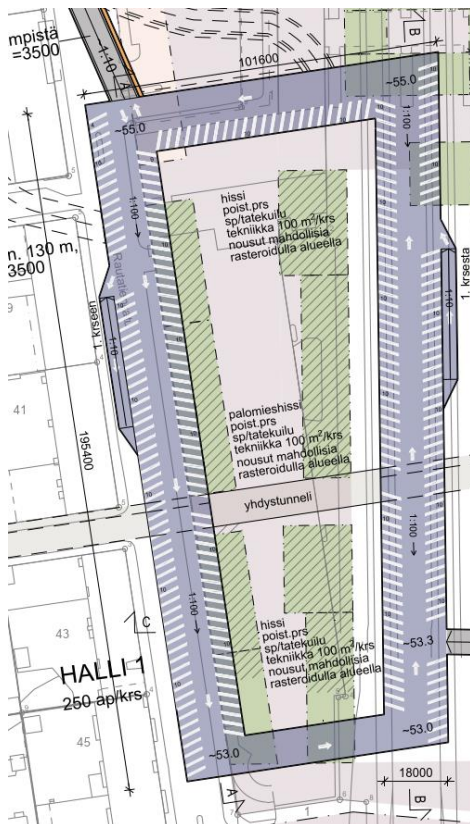 mpistä
=3500
1:10
A
101600
B
~55.0
~55.0
1:100
1:100
hissi
poist.prs
sp/tatekuilu
tekniikka 100 m²/krs
nousut mahdollisia
rasteroidulla alueella
n. 130 m,
3500
1. krseen
1:10
1. krsesta
1:10
41
195400
palomieshissi
poist.prs
sp/tatekuilu
tekniikka 100 m²/krs
nousut mahdollisia
rasteroidulla alueella
yhdystunneli
1:100
1:100
C
43
hissi
poist.prs
sp/tatekuilu
tekniikka 100 m²/krs
nousut mahdollisia
rasteroidulla alueella
~53.3
HALLI 1
250 ap/krs
45
~53.0
~53.0
18000
A
B